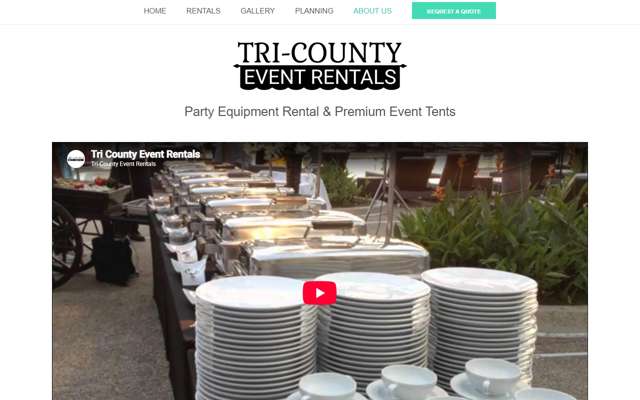 HOME RENTALS GALLERY PLANNING ABOUT US REQUEST A QUOTE
TRI-COUNTY
EVENT RENTALS
Party Equipment Rental & Premium Event Tents
Tri County Event Rentals
Tri-County Event Rentals